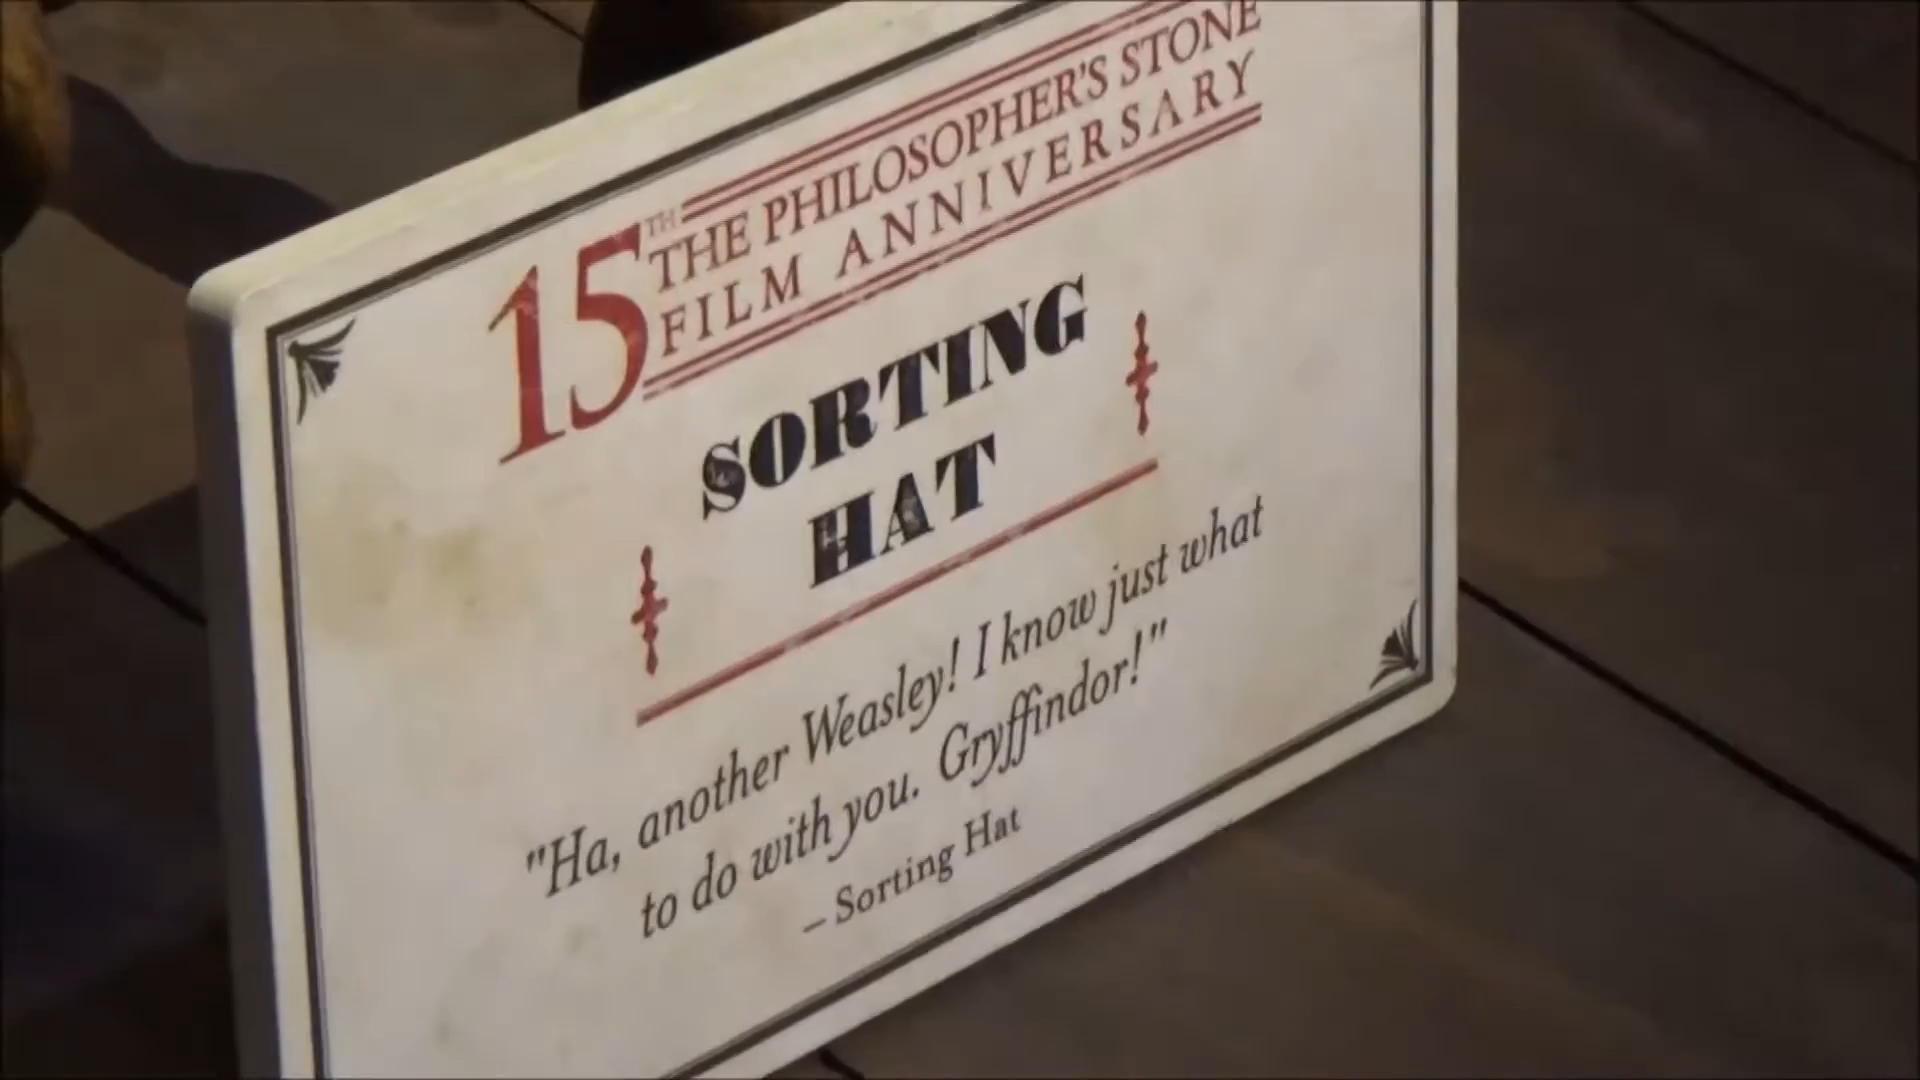 15TH THE PHILOSOPHER'S STONE
FILM ANNIVERSARY
SORTING
HAT
"Ha, another Weasley! I know just what
to do with you. Gryffindor!"
– Sorting Hat